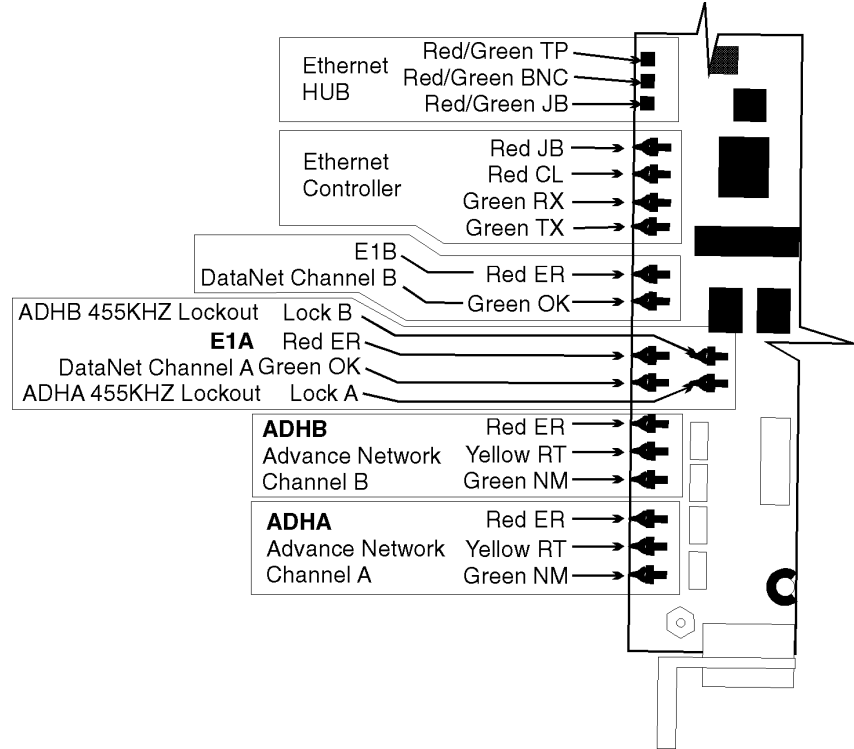 Ethernet HUB
Red/Green TP
Red/Green BNC
Red/Green JB
Ethernet Controller
Red JB
Red CL
Green RX
Green TX
E1B
DataNet Channel B
Red ER
Green OK
ADHB 455KHZ Lockout Lock B
E1A Red ER
DataNet Channel A Green OK
ADHA 455KHZ Lockout Lock A
ADHB Red ER
Advance Network Yellow RT
Channel B Green NM
ADHA Red ER
Advance Network Yellow RT
Channel A Green NM